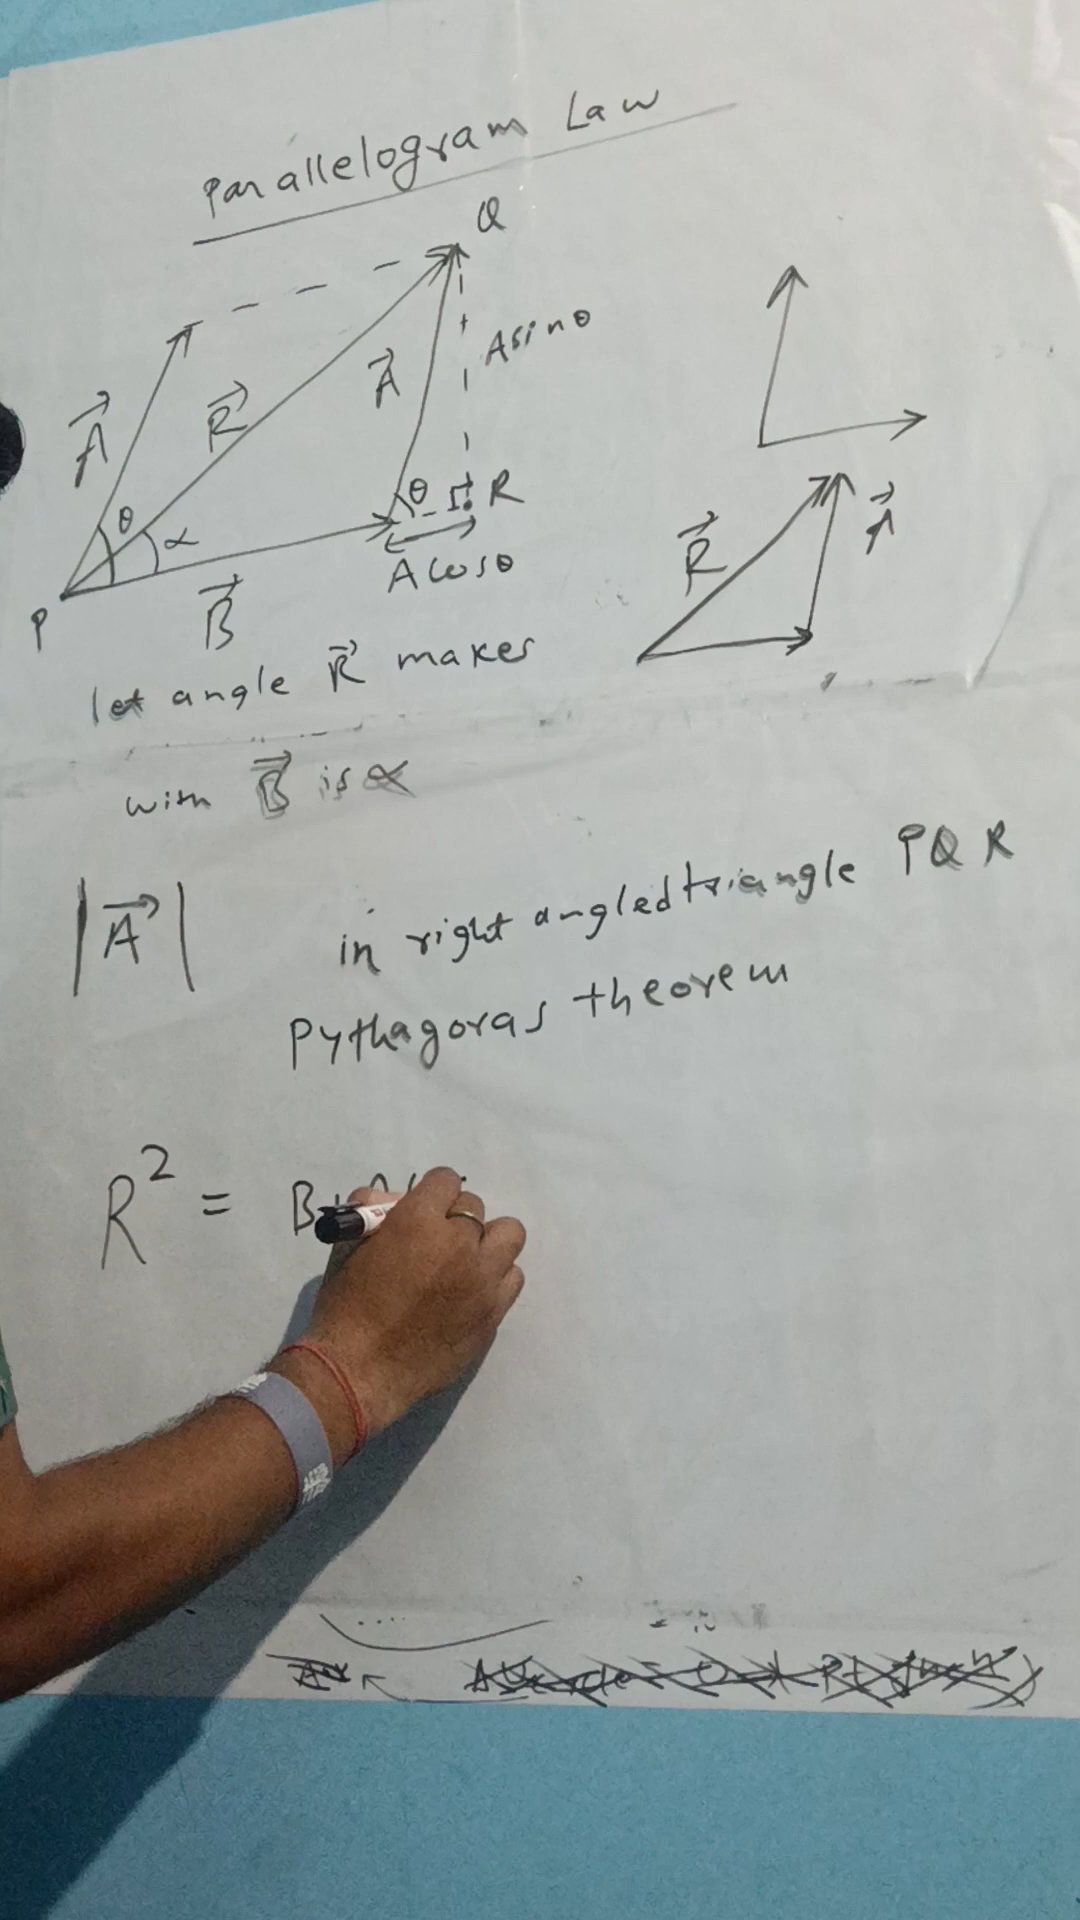 Parallelogram Law
Q
A⃗
R⃗
A⃗
A sinθ
θ
α
θ
R
A cosθ
P
B⃗
R⃗
A⃗
let angle R⃗ makes
with B⃗ is α
|A⃗|
in right angled triangle PQR
Pythagoras theorem
R² = B+